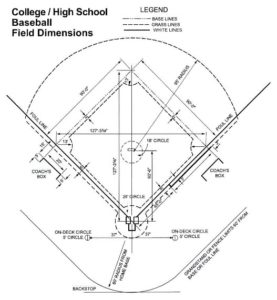 College / High School
Baseball
Field Dimensions
LEGEND
BASE LINES
GRASS LINES
WHITE LINES
95' RADIUS
90'-0"
90'-0"
FOUL LINE
FOUL LINE
127'-3⅜"
18' CIRCLE
127'-3⅜"
60'-6"
COACH'S
BOX
COACH'S
BOX
26' CIRCLE
ON-DECK CIRCLE
5' CIRCLE
37'
37'
ON-DECK CIRCLE
5' CIRCLE
60' RADIUS FROM
HOME BASE
GRANDSTAND OR FENCE LIMITS 60' FROM
BASE OR FOUL LINE
BACKSTOP